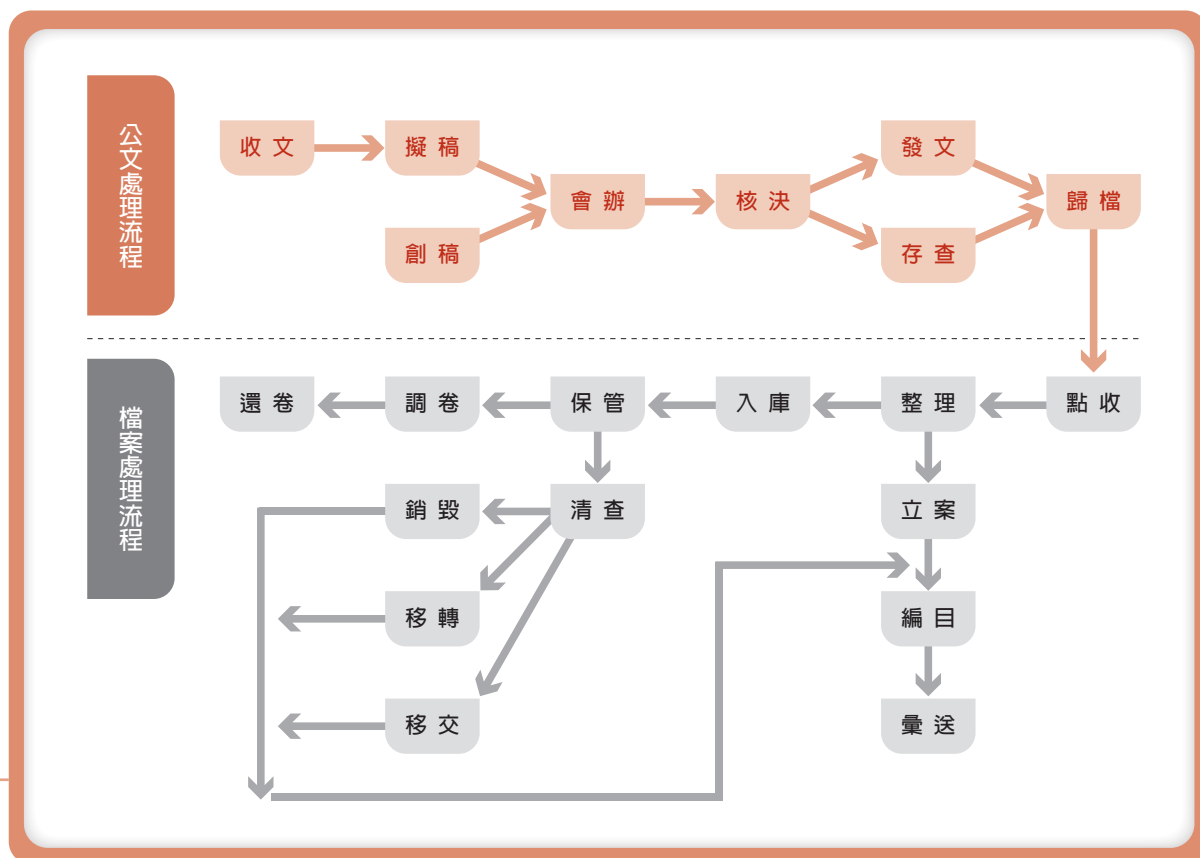 公文處理流程
收文
擬稿
創稿
會辦
核決
發文
存查
歸檔
檔案處理流程
還卷
調卷
保管
入庫
整理
點收
銷毀
清查
立案
移轉
編目
移交
彙送